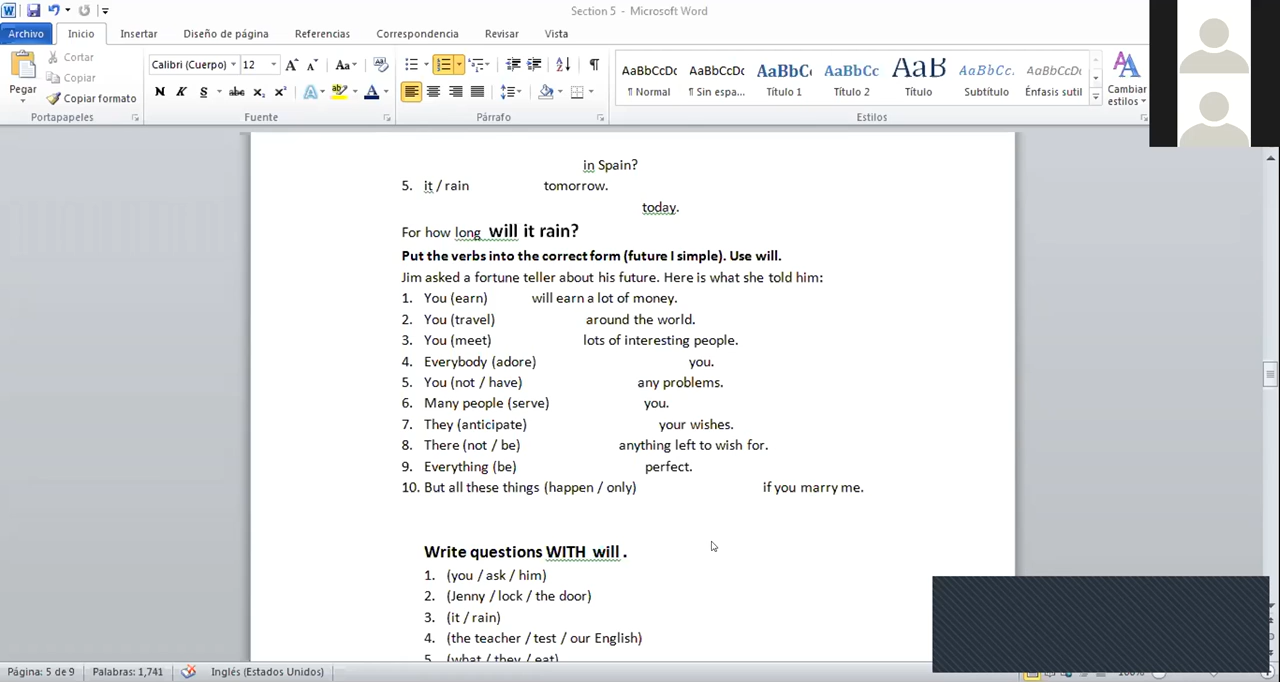 Section 5 - Microsoft Word
Archivo Inicio Insertar Diseño de página Referencias Correspondencia Revisar Vista
Pegar
Cortar
Copiar
Copiar formato
Portapapeles
Calibri (Cuerpo) 12
Fuente
Párrafo
AaBbCcDc AaBbCcDc AaBbC AaBbCc AaB AaBbCc. AaBbCcDc
¶ Normal ¶ Sin espa... Título 1 Título 2 Título Subtítulo Énfasis sutil
Estilos
Cambiar
estilos
in Spain?
5. it / rain tomorrow.
today.
For how long will it rain?
Put the verbs into the correct form (future I simple). Use will.
Jim asked a fortune teller about his future. Here is what she told him:
1. You (earn) will earn a lot of money.
2. You (travel) around the world.
3. You (meet) lots of interesting people.
4. Everybody (adore) you.
5. You (not / have) any problems.
6. Many people (serve) you.
7. They (anticipate) your wishes.
8. There (not / be) anything left to wish for.
9. Everything (be) perfect.
10. But all these things (happen / only) if you marry me.
Write questions WITH will .
1. (you / ask / him)
2. (Jenny / lock / the door)
3. (it / rain)
4. (the teacher / test / our English)
5. (what / they / eat)
Página: 5 de 9 Palabras: 1,741 Inglés (Estados Unidos)